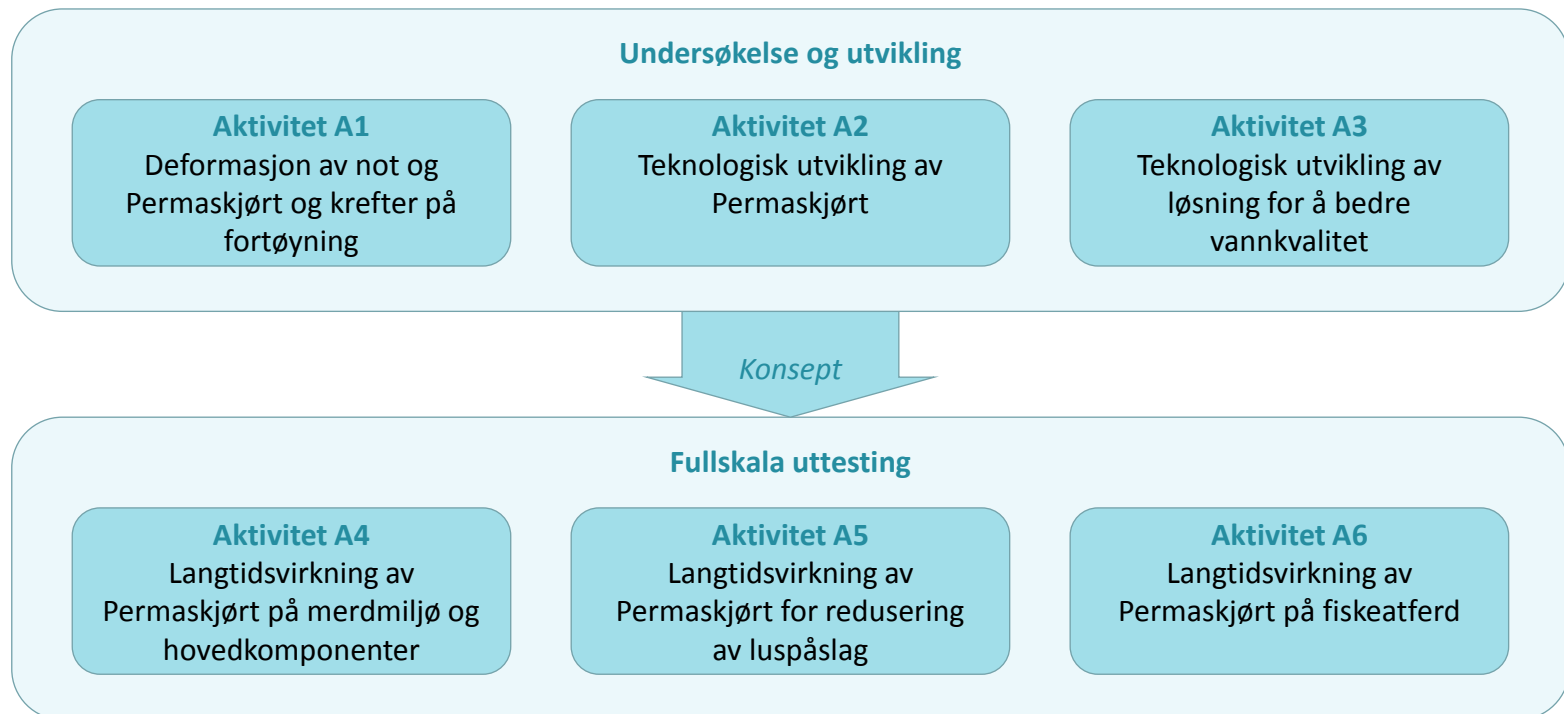 Undersøkelse og utvikling
Aktivitet A1
Deformasjon av not og
Permaskjørt og krefter på
fortøyning
Aktivitet A2
Teknologisk utvikling av
Permaskjørt
Aktivitet A3
Teknologisk utvikling av
løsning for å bedre
vannkvalitet
Konsept
Fullskala uttesting
Aktivitet A4
Langtidsvirkning av
Permaskjørt på merdmiljø og
hovedkomponenter
Aktivitet A5
Langtidsvirkning av
Permaskjørt for redusering
av luspåslag
Aktivitet A6
Langtidsvirkning av
Permaskjørt på fiskeatferd